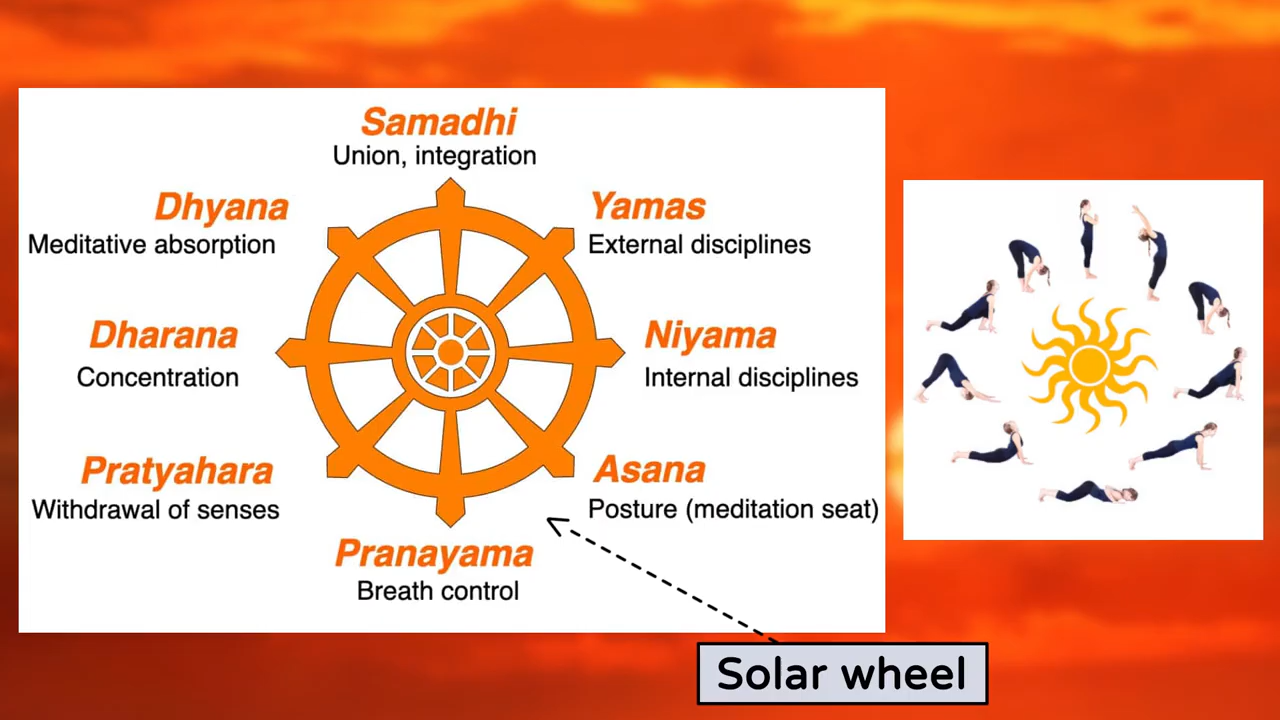 Samadhi
Union, integration
Dhyana
Meditative absorption
Yamas
External disciplines
Dharana
Concentration
Niyama
Internal disciplines
Pratyahara
Withdrawal of senses
Asana
Posture (meditation seat)
Pranayama
Breath control
Solar wheel